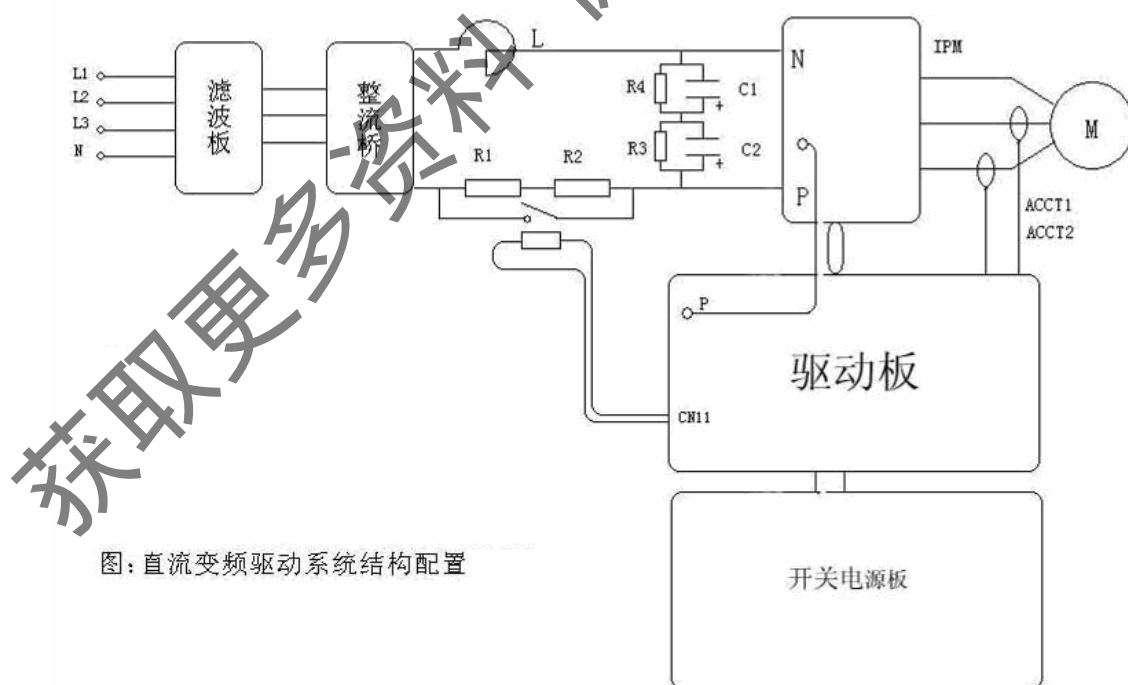 L1
L2
L3
N
滤波板
整流桥
L
R1
R2
R4
C1
+
R3
C2
+
N
P
IPM
M
ACCT1
ACCT2
P
驱动板
CN11
开关电源板
图:直流变频驱动系统结构配置
获取更多资料